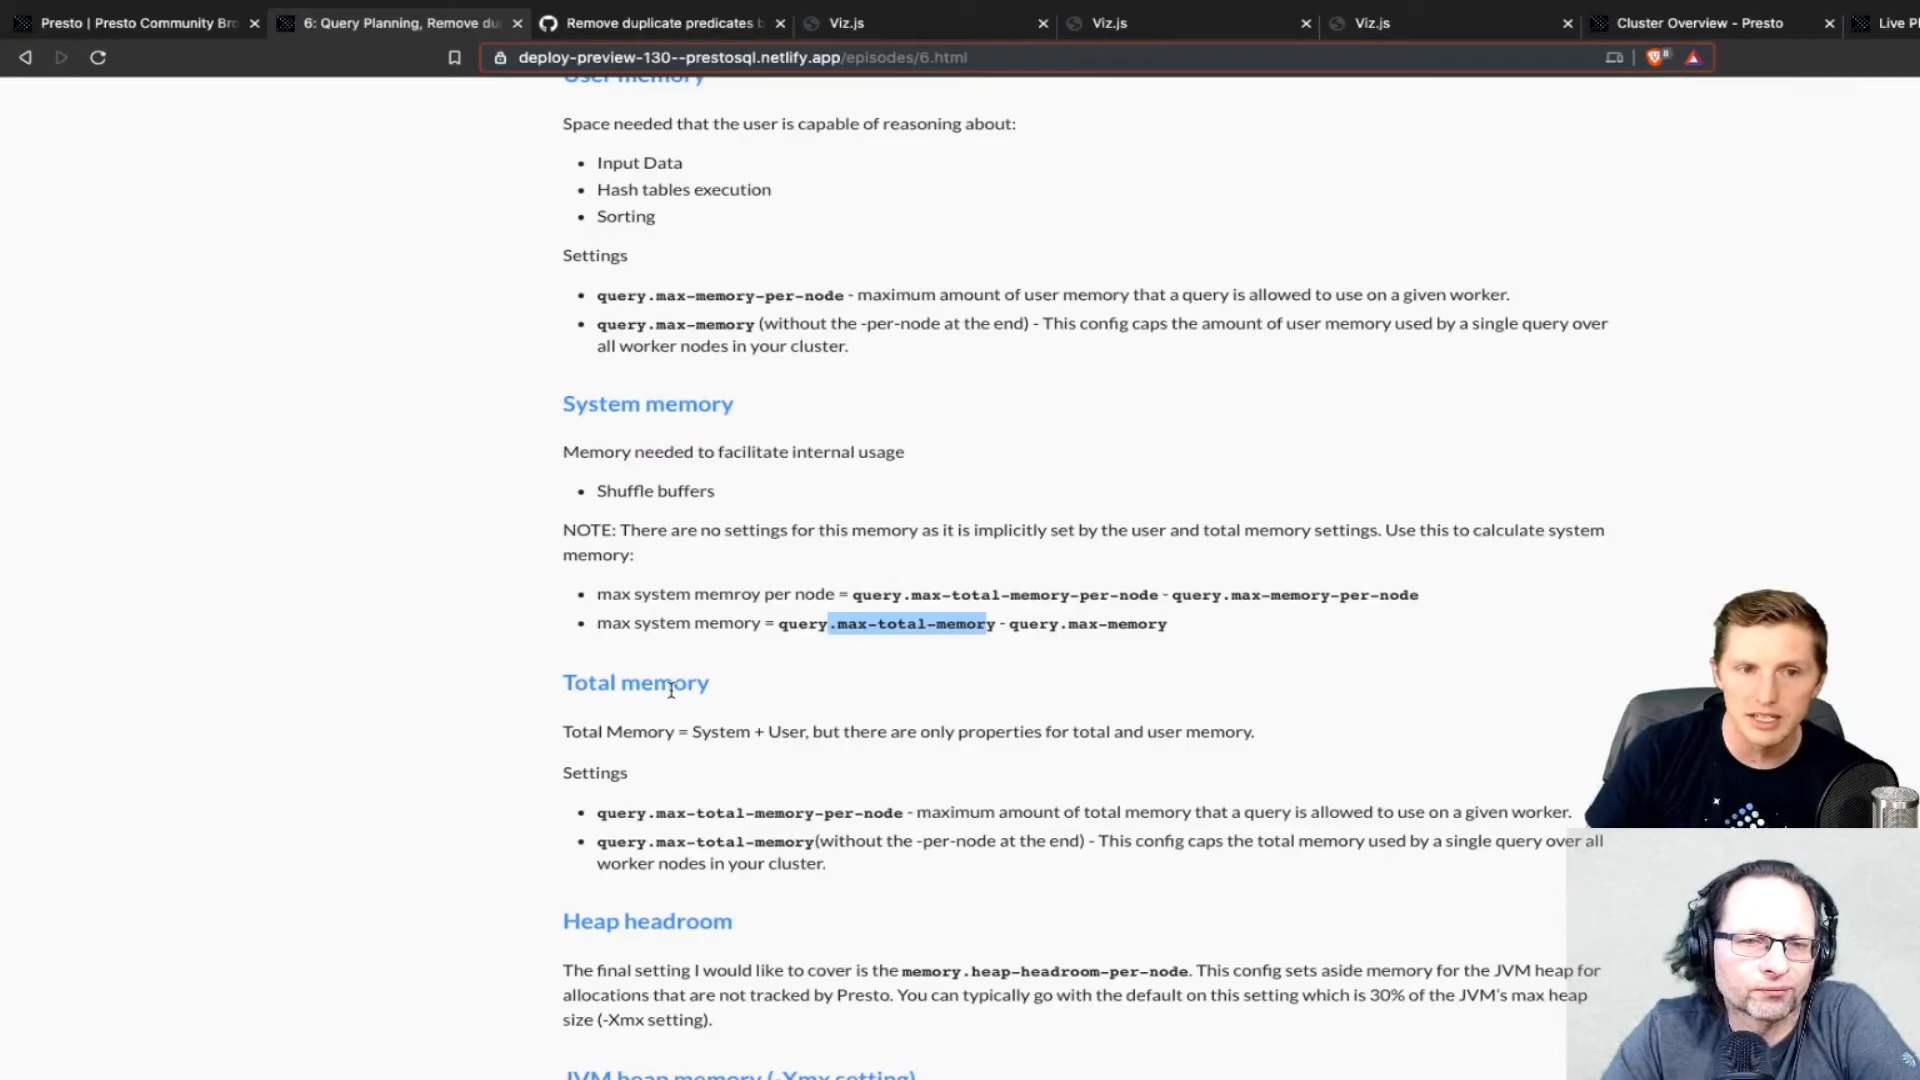 Presto | Presto Community Bro
6: Query Planning, Remove du
Remove duplicate predicates b
Viz.js
Viz.js
Viz.js
Cluster Overview - Presto
Live Pl
deploy-preview-130--prestosql.netlify.app/episodes/6.html
User memory
Space needed that the user is capable of reasoning about:
Input Data
Hash tables execution
Sorting
Settings
query.max-memory-per-node - maximum amount of user memory that a query is allowed to use on a given worker.
query.max-memory (without the -per-node at the end) - This config caps the amount of user memory used by a single query over
all worker nodes in your cluster.
System memory
Memory needed to facilitate internal usage
Shuffle buffers
NOTE: There are no settings for this memory as it is implicitly set by the user and total memory settings. Use this to calculate system
memory:
max system memroy per node = query.max-total-memory-per-node - query.max-memory-per-node
max system memory = query.max-total-memory - query.max-memory
Total memory
Total Memory = System + User, but there are only properties for total and user memory.
Settings
query.max-total-memory-per-node - maximum amount of total memory that a query is allowed to use on a given worker.
query.max-total-memory(without the -per-node at the end) - This config caps the total memory used by a single query over all
worker nodes in your cluster.
Heap headroom
The final setting I would like to cover is the memory.heap-headroom-per-node. This config sets aside memory for the JVM heap for
allocations that are not tracked by Presto. You can typically go with the default on this setting which is 30% of the JVM's max heap
size (-Xmx setting).
JVM heap memory (-Xmx setting)